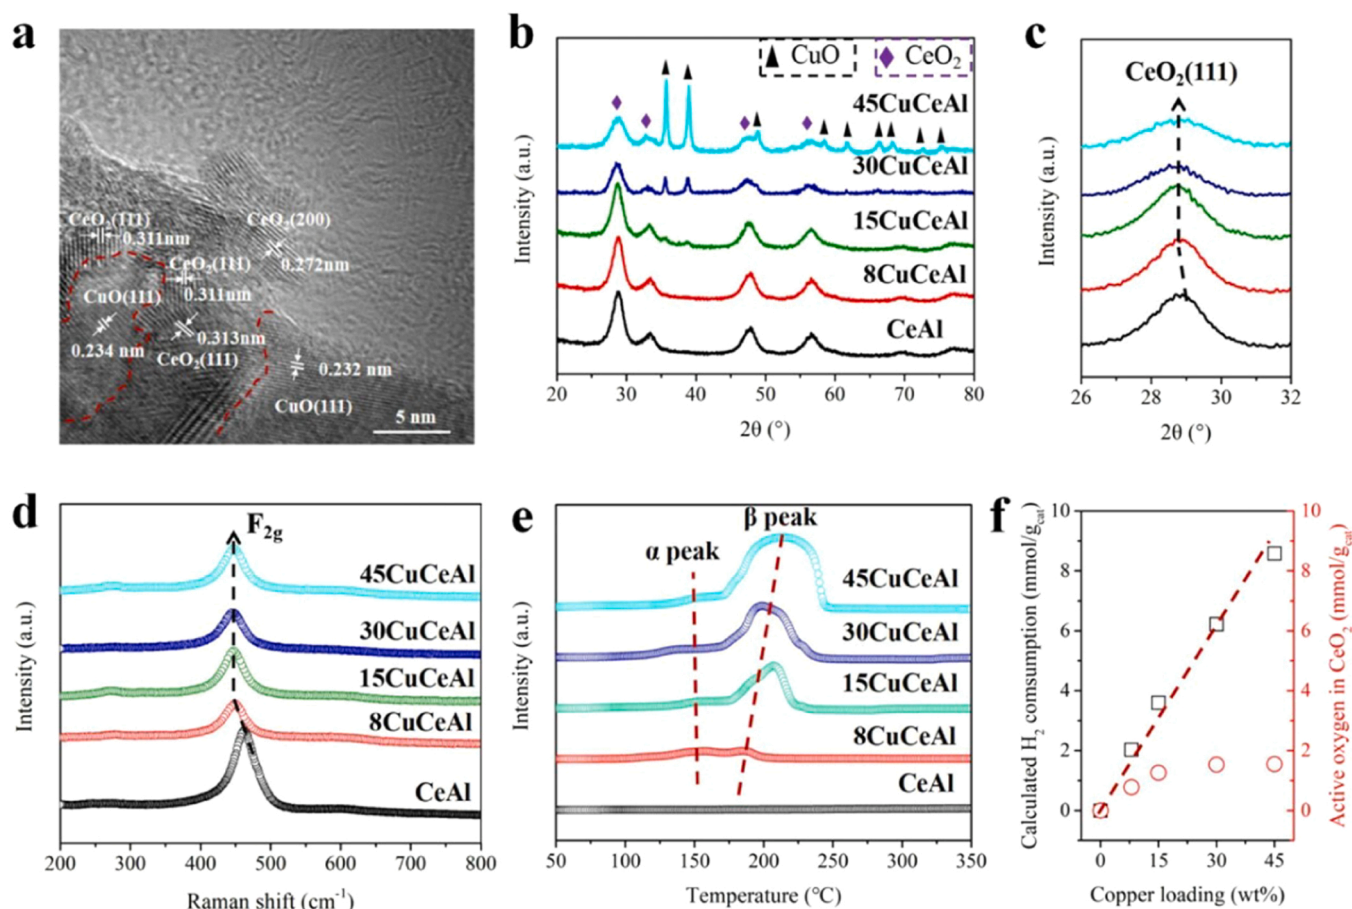 a
CeO₂(111)
0.311nm
CeO₂(200)
0.272nm
CeO₂(111)
0.311nm
CuO(111)
0.234 nm
0.313nm
CeO₂(111)
0.232 nm
CuO(111)
5 nm
b
CuO
CeO₂
45CuCeAl
30CuCeAl
15CuCeAl
8CuCeAl
CeAl
Intensity (a.u.)
20 30 40 50 60 70 80
2θ (°)
c
CeO₂(111)
Intensity (a.u.)
26 28 30 32
2θ (°)
d
F₂g
45CuCeAl
30CuCeAl
15CuCeAl
8CuCeAl
CeAl
Intensity (a.u.)
200 300 400 500 600 700 800
Raman shift (cm⁻¹)
e
β peak
α peak
45CuCeAl
30CuCeAl
15CuCeAl
8CuCeAl
CeAl
Intensity (a.u.)
50 100 150 200 250 300 350
Temperature (℃)
f
Calculated H₂ comsumption (mmol/gcat)
10
8
6
4
2
0
0 15 30 45
Copper loading (wt%)
10
8
6
4
2
0
Active oxygen in CeO₂ (mmol/gcat)